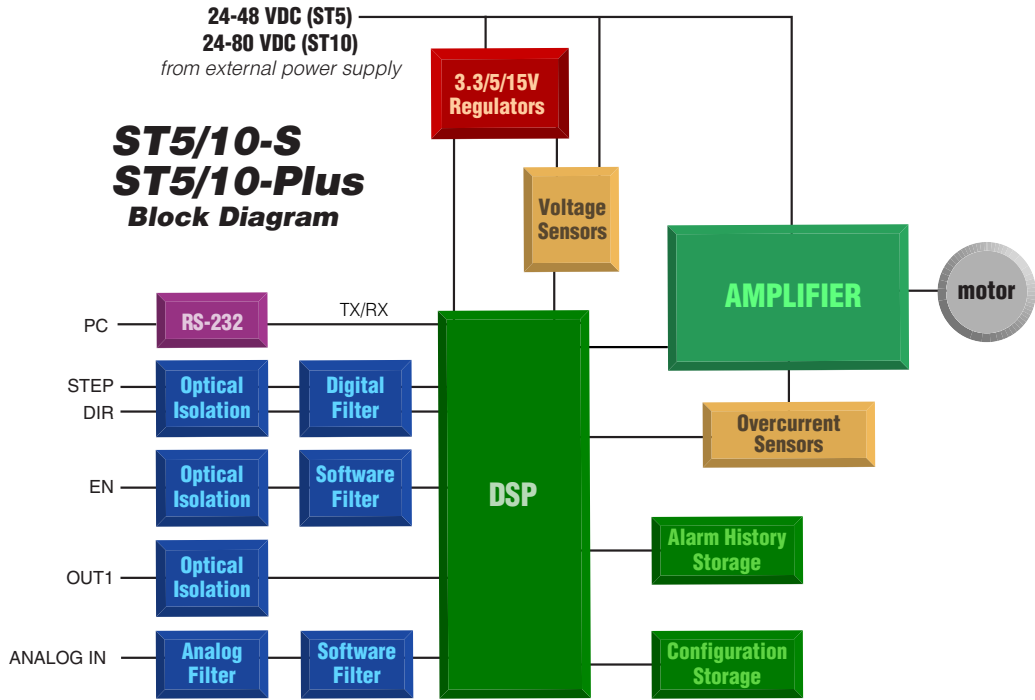 24-48 VDC (ST5)
24-80 VDC (ST10)
from external power supply
3.3/5/15V
Regulators
ST5/10-S
ST5/10-Plus
Block Diagram
Voltage
Sensors
AMPLIFIER
motor
PC
RS-232
TX/RX
STEP
DIR
Optical
Isolation
Digital
Filter
Overcurrent
Sensors
EN
Optical
Isolation
Software
Filter
DSP
Alarm History
Storage
OUT1
Optical
Isolation
ANALOG IN
Analog
Filter
Software
Filter
Configuration
Storage